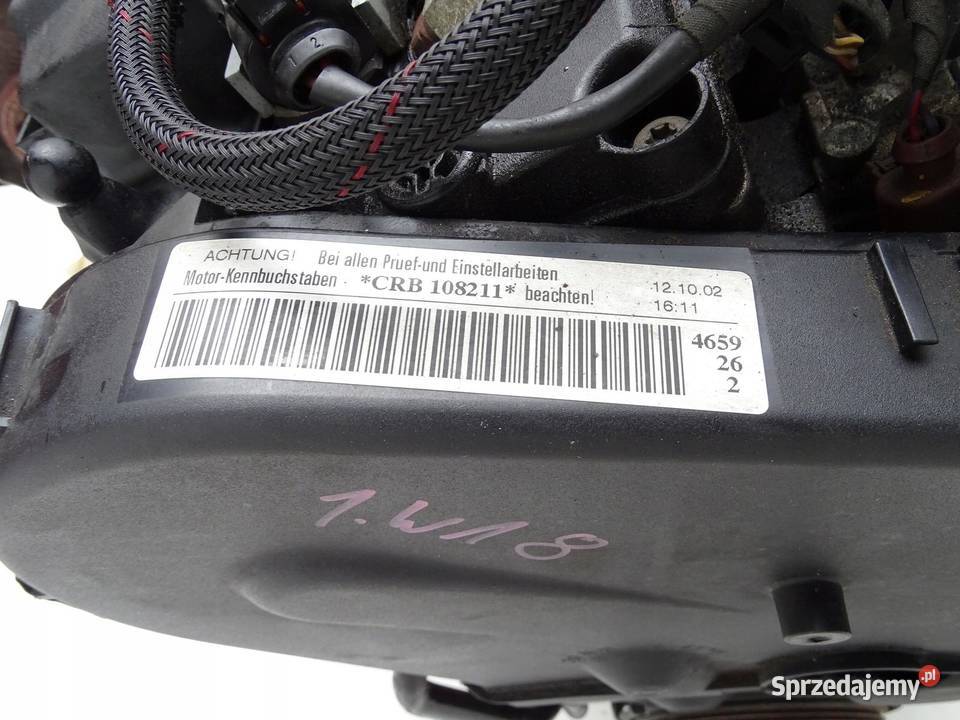 2
ACHTUNG! Bei allen Pruef-und Einstellarbeiten
Motor-Kennbuchstaben *CRB 108211* beachten!
12.10.02
16:11
4659
26
2
1.W18
Sprzedajemy.pl